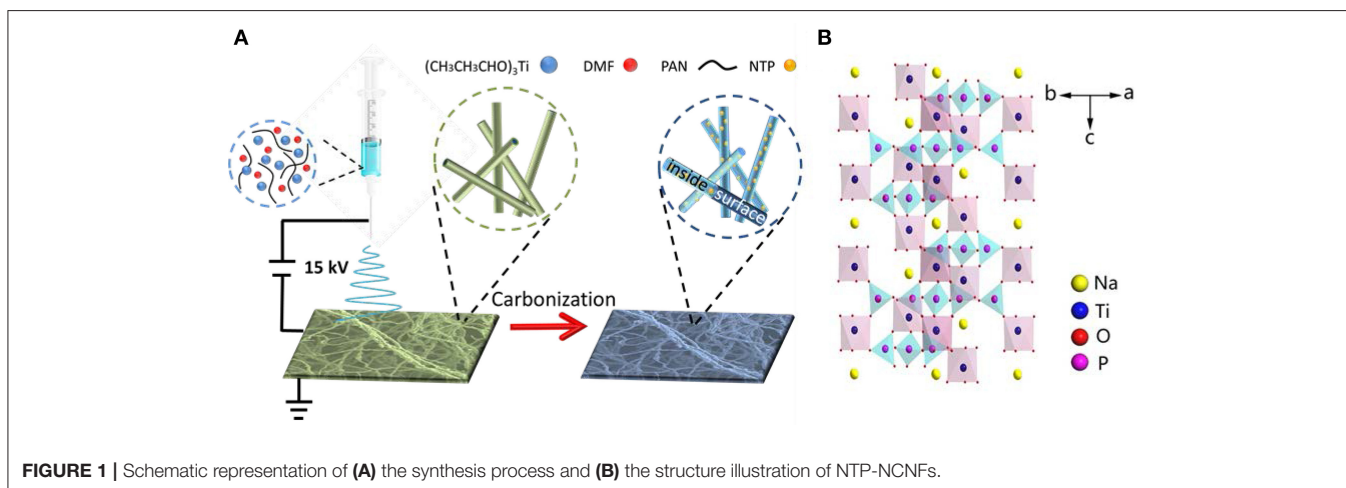 A
(CH3CH3CHO)3Ti DMF PAN NTP
15 kV
inside surface
Carbonization
B
b a
c
Na
Ti
O
P
FIGURE 1 | Schematic representation of (A) the synthesis process and (B) the structure illustration of NTP-NCNFs.